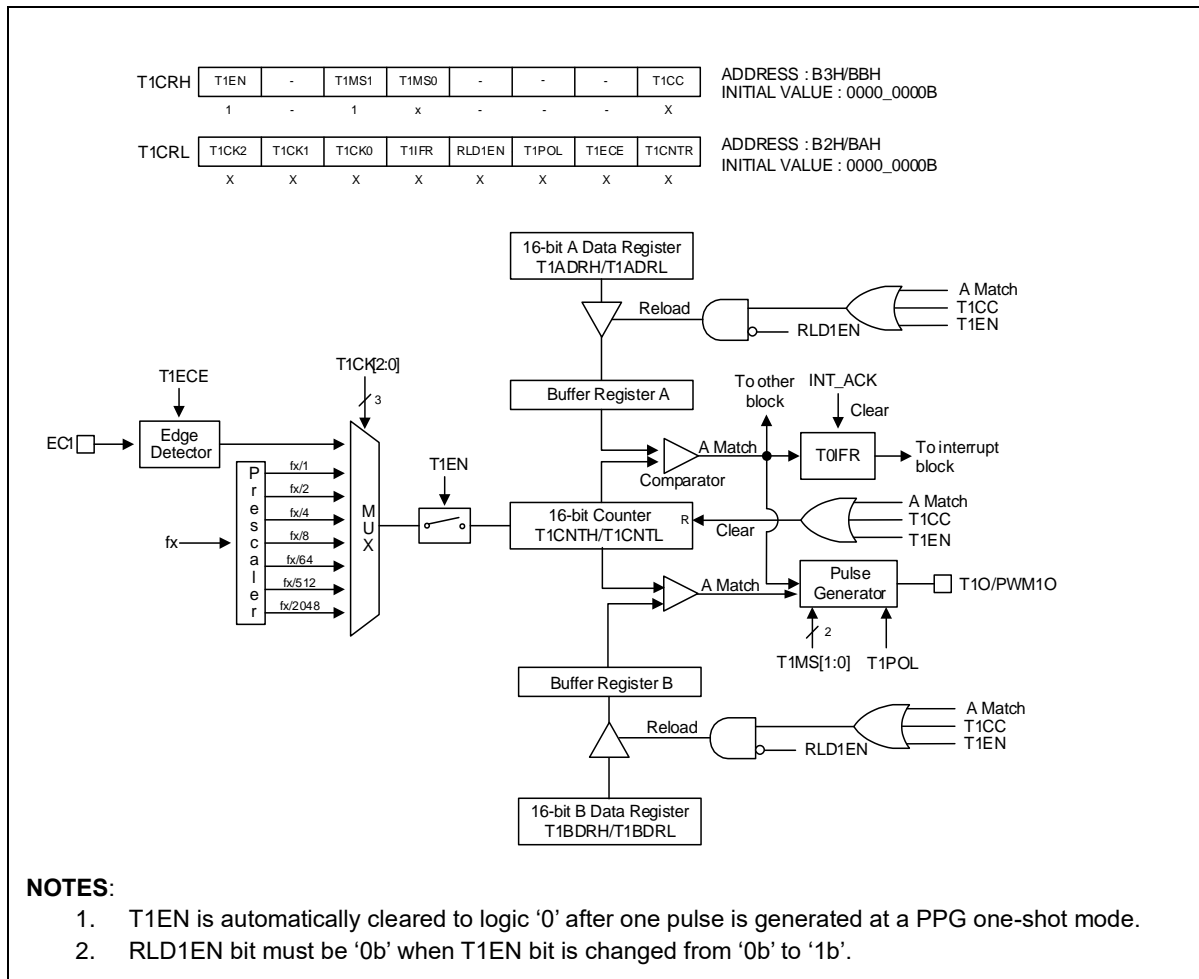 T1CRH T1EN - T1MS1 T1MS0 - - - T1CC ADDRESS : B3H/BBH
INITIAL VALUE : 0000_0000B
1 - 1 x - - - X
T1CRL T1CK2 T1CK1 T1CK0 T1IFR RLD1EN T1POL T1ECE T1CNTR ADDRESS : B2H/BAH
INITIAL VALUE : 0000_0000B
X X X X X X X X
16-bit A Data Register
T1ADRH/T1ADRL
Reload
A Match
T1CC
T1EN
RLD1EN
T1ECE
T1CK[2:0]
3
Buffer Register A
To other
block
INT_ACK
Clear
EC1
Edge
Detector
A Match
T0IFR
To interrupt
block
Comparator
fx
Prescaler
fx/1
fx/2
fx/4
fx/8
fx/64
fx/512
fx/2048
MUX
T1EN
16-bit Counter
T1CNTH/T1CNTL
R
Clear
A Match
T1CC
T1EN
A Match
Pulse
Generator
T1O/PWM1O
2
T1MS[1:0]
T1POL
Buffer Register B
Reload
A Match
T1CC
T1EN
RLD1EN
16-bit B Data Register
T1BDRH/T1BDRL
NOTES:
1. T1EN is automatically cleared to logic ‘0’ after one pulse is generated at a PPG one-shot mode.
2. RLD1EN bit must be ‘0b’ when T1EN bit is changed from ‘0b’ to ‘1b’.